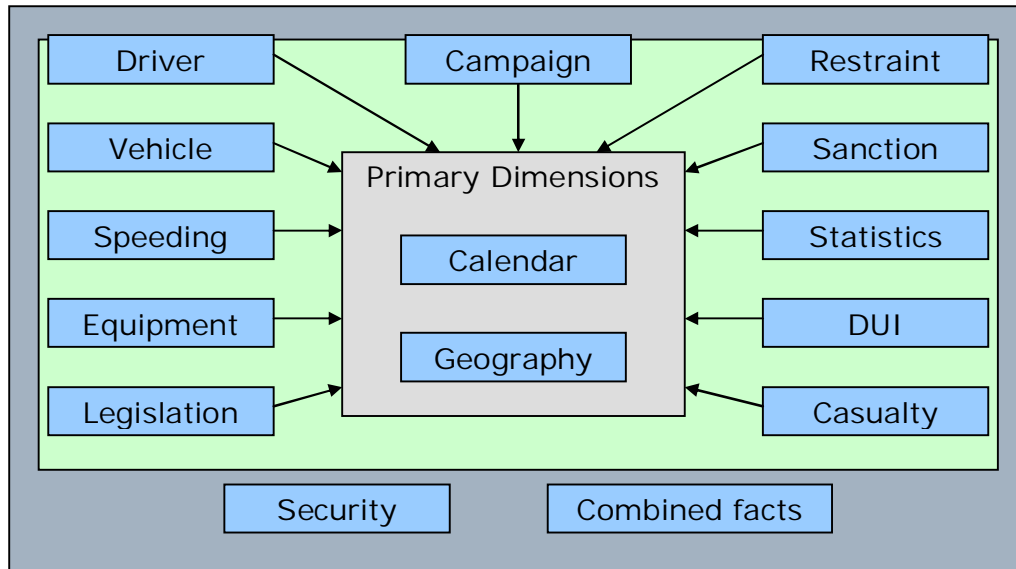 Driver
Campaign
Restraint
Vehicle
Sanction
Primary Dimensions
Speeding
Statistics
Calendar
Equipment
DUI
Geography
Legislation
Casualty
Security
Combined facts